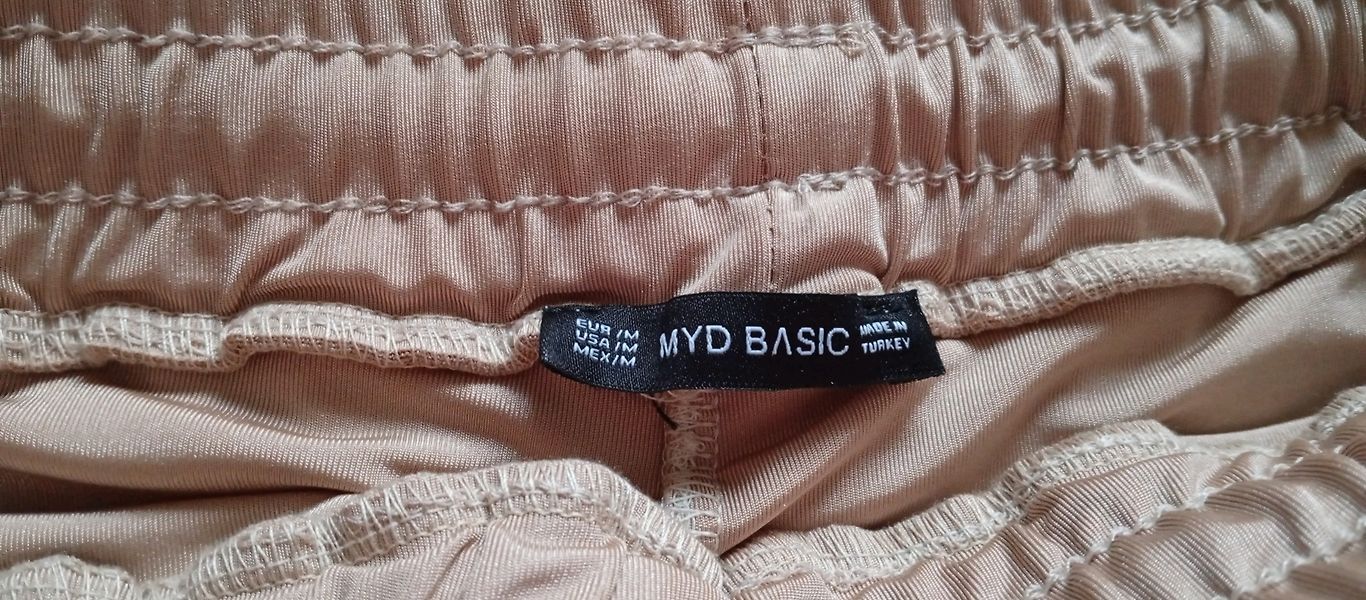 EUR/M
USA/M
MEX/M
MYD BASIC
MADE IN
TURKEY